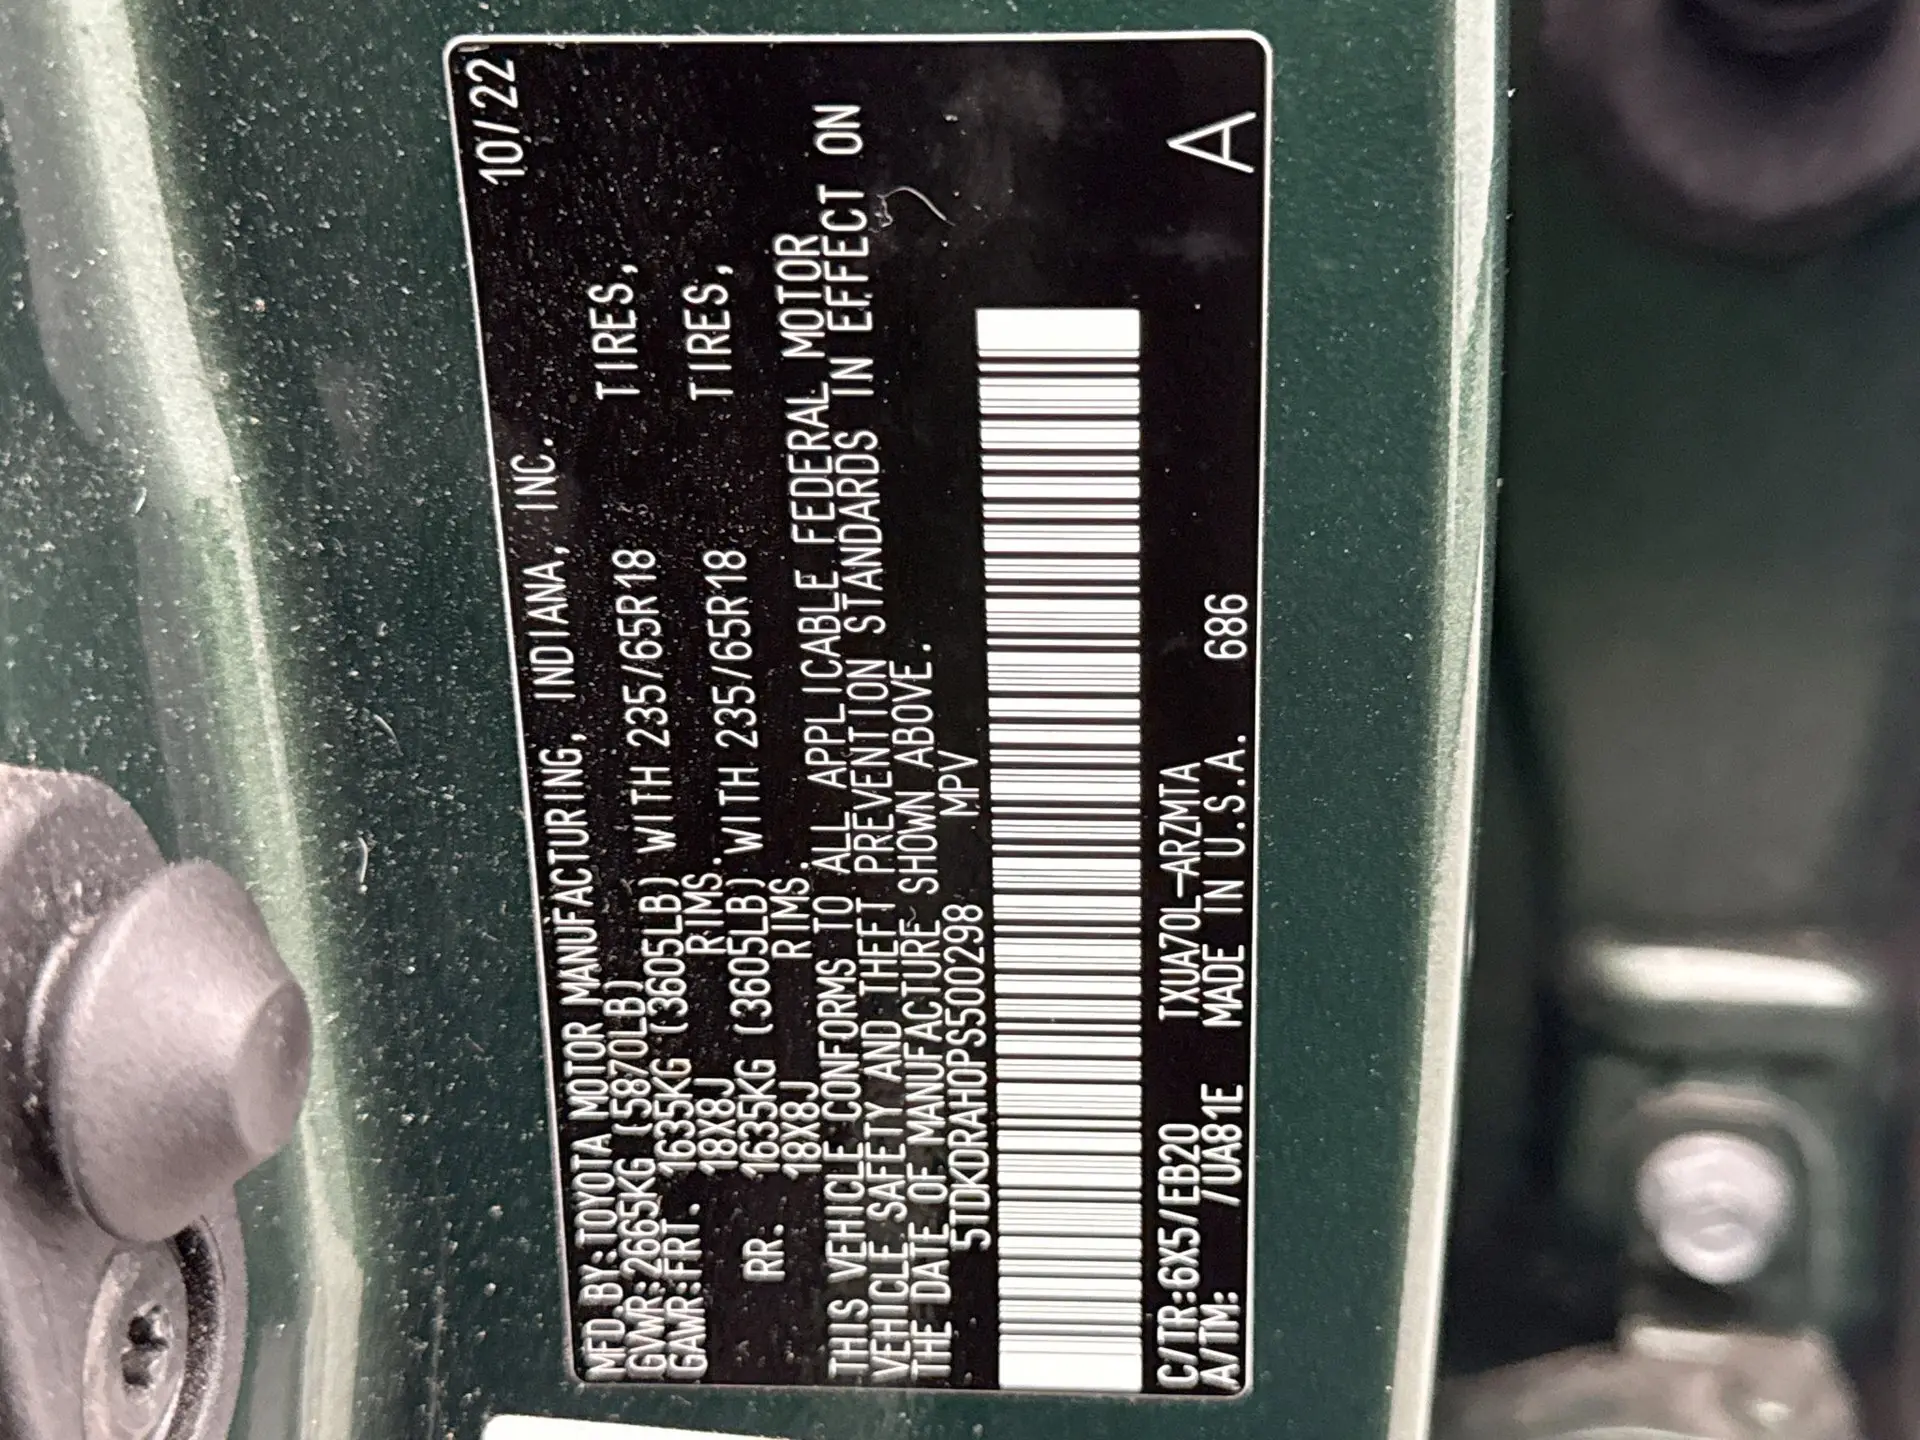 MFD.BY:TOYOTA MOTOR MANUFACTURING, INDIANA, INC. 10/22
GVWR:2665KG (5870LB)
GAWR:FRT. 1635KG (3605LB) WITH 235/65R18 TIRES,
18X8J RIMS.
RR. 1635KG (3605LB) WITH 235/65R18 TIRES,
18X8J RIMS.
THIS VEHICLE CONFORMS TO ALL APPLICABLE FEDERAL MOTOR
VEHICLE SAFETY AND THEFT PREVENTION STANDARDS IN EFFECT ON
THE DATE OF MANUFACTURE SHOWN ABOVE.
5TDKDRAH0PS500298 MPV
C/TR:6X5/EB20 TXUA70L-ARZMTA
A/TM: /UA81E MADE IN U.S.A. 686 A